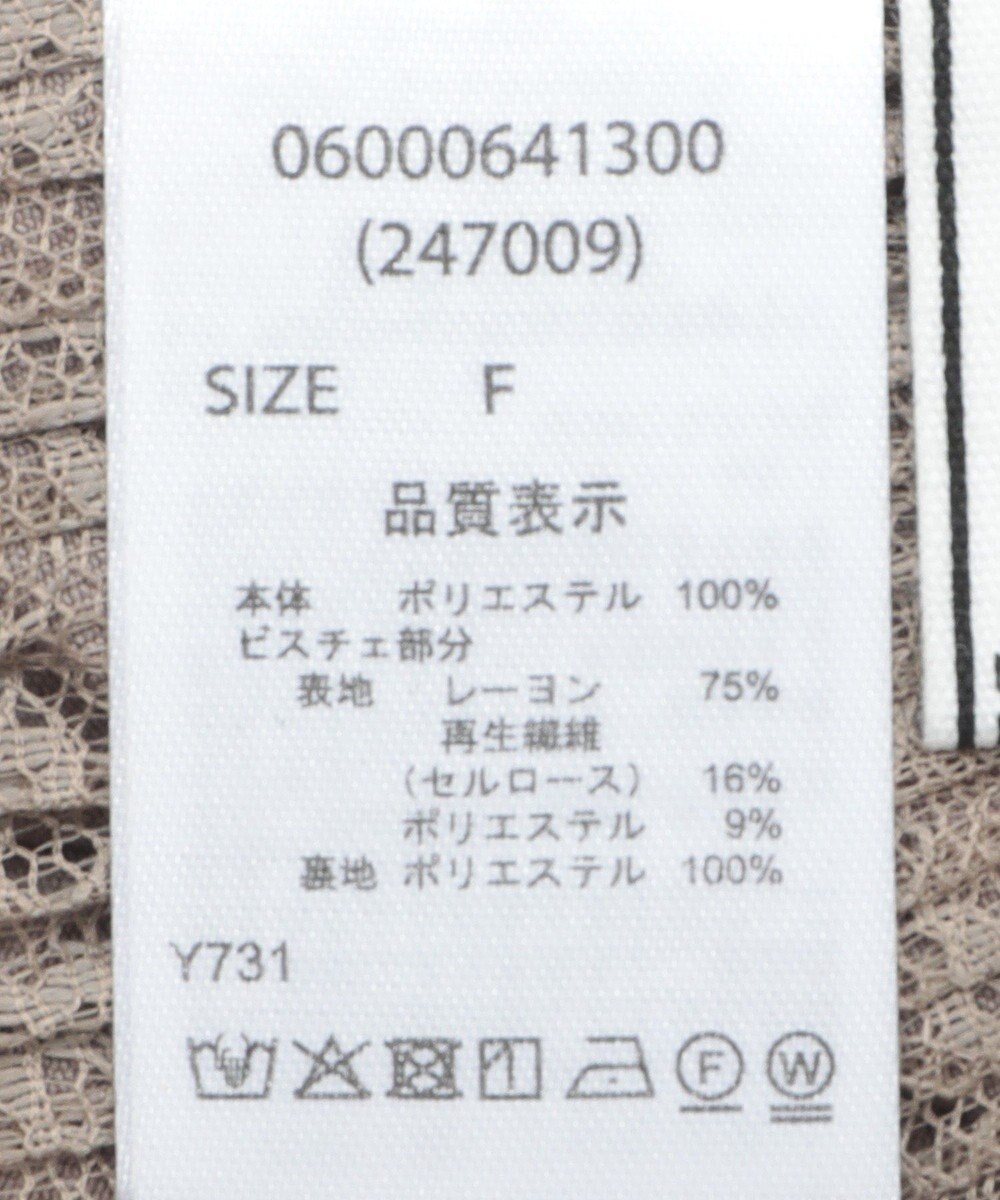 06000641300
(247009)
SIZE F
品質表示
本体 ポリエステル 100%
ビスチェ部分
表地 レーヨン 75%
再生繊維
(セルロース) 16%
ポリエステル 9%
裏地 ポリエステル 100%
Y731
F W